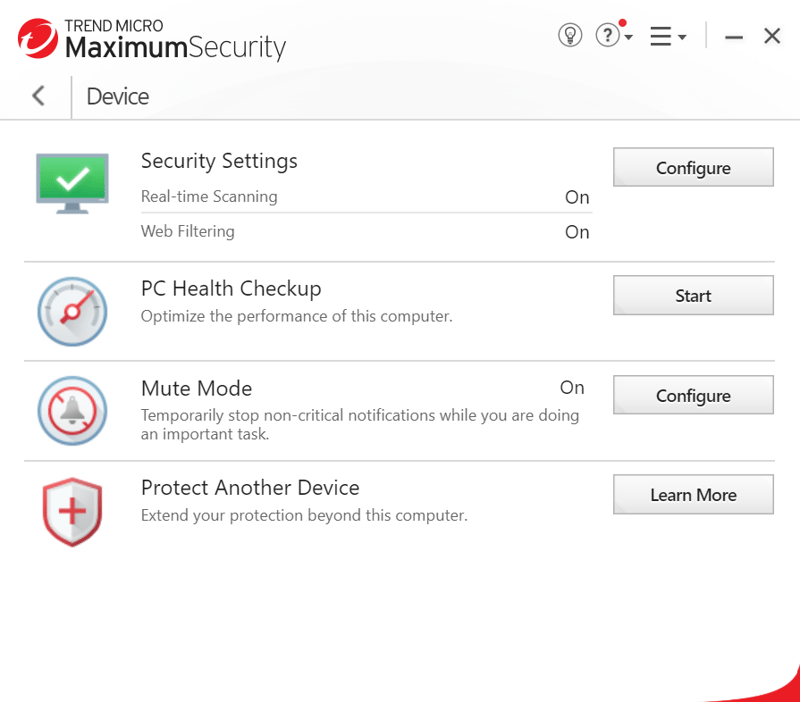 TREND MICRO
MaximumSecurity
?
Device
Security Settings
Configure
Real-time Scanning On
Web Filtering On
PC Health Checkup
Start
Optimize the performance of this computer.
Mute Mode On
Configure
Temporarily stop non-critical notifications while you are doing
an important task.
Protect Another Device
Learn More
Extend your protection beyond this computer.